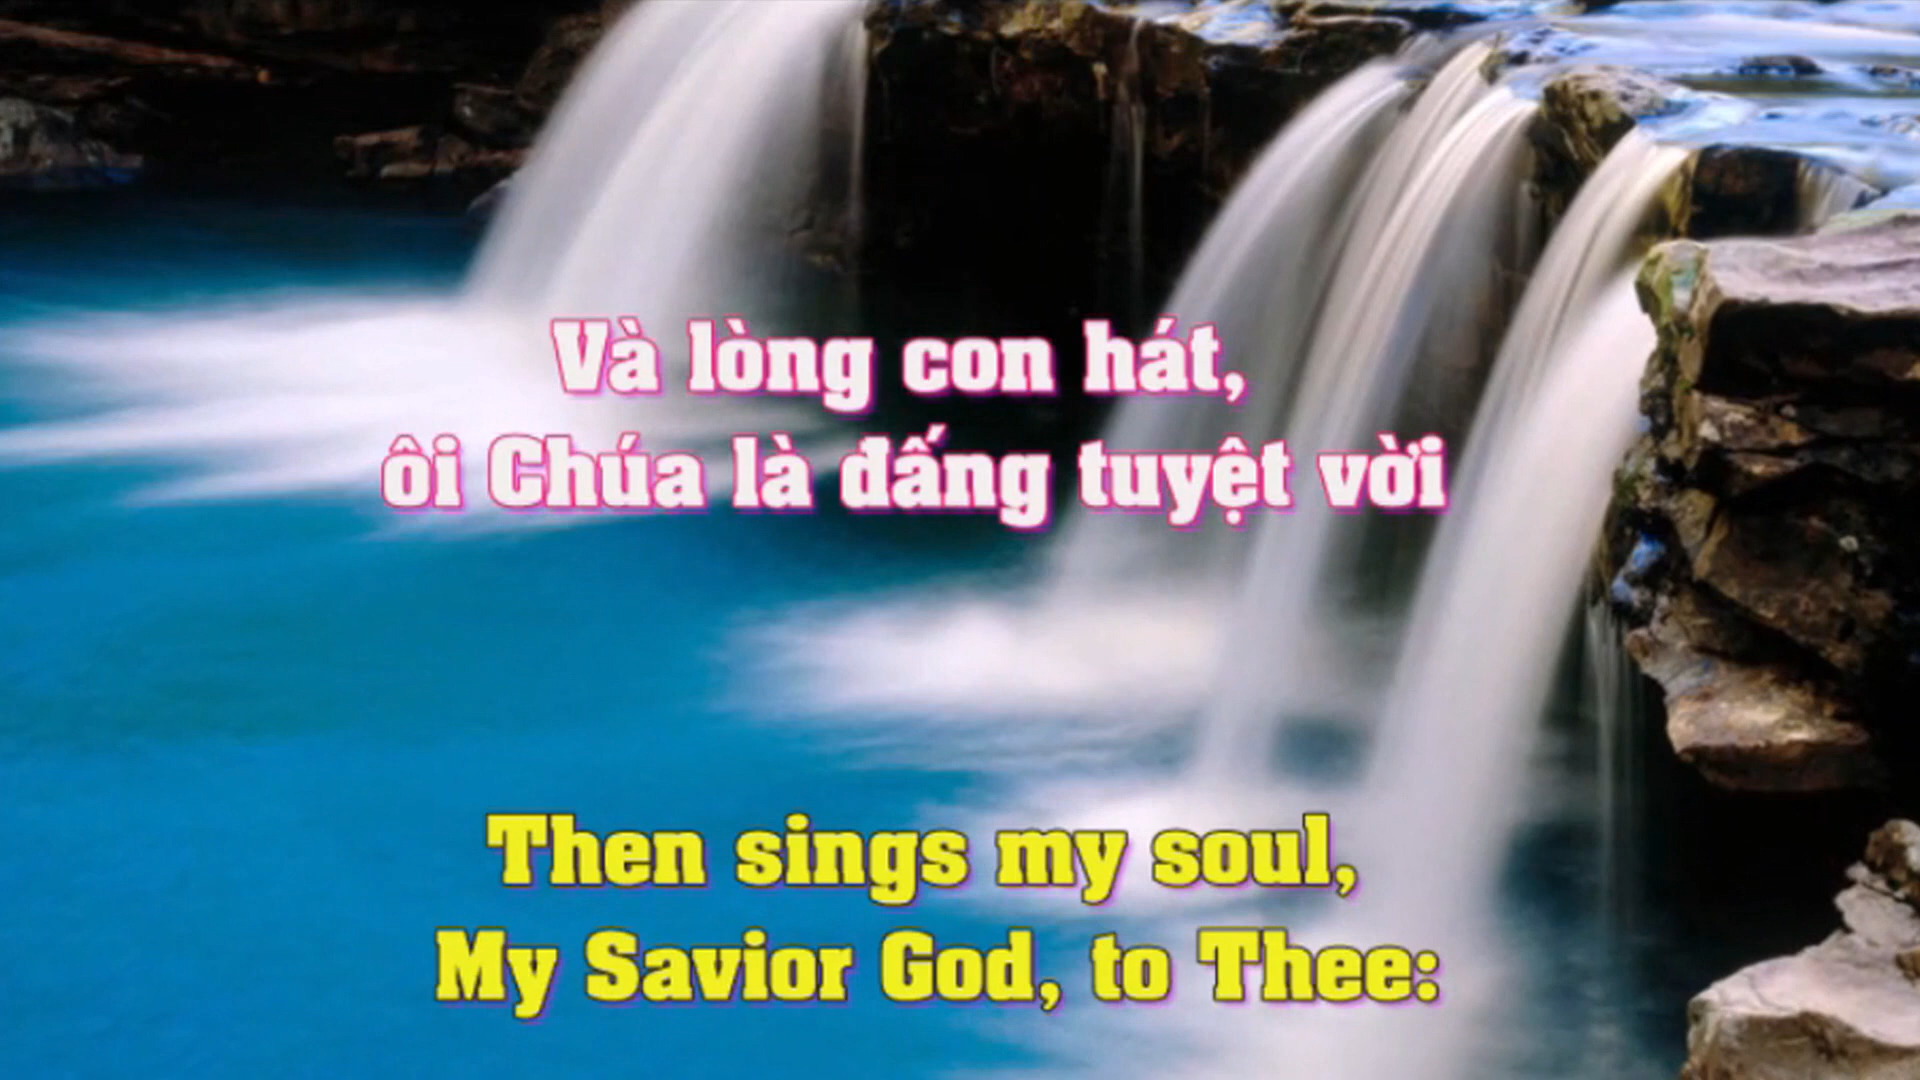 Và lòng con hát,
ôi Chúa là đấng tuyệt vời
Then sings my soul,
My Savior God, to Thee: